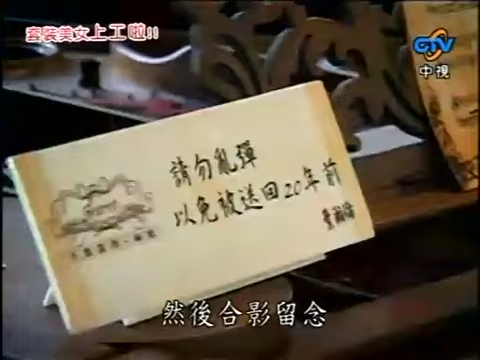 套裝美女上工啦!!
CTV
中視
請勿亂彈
以免被送回20年前
然後合影留念